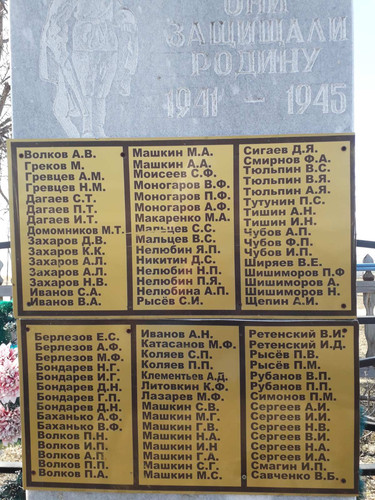 ОНИ
ЗАЩИЩАЛИ
РОДИНУ
1941 - 1945
Волков А.В.
Греков М.
Гревцев А.М.
Гревцев Н.М.
Дагаев С.Т.
Дагаев П.Т.
Дагаев И.Т.
Домомников М.Т.
Захаров Д.В.
Захаров К.К.
Захаров А.Л.
Захаров А.Л.
Захаров Н.В.
Иванов С.А.
Иванов В.А.
Машкин М.А.
Машкин А.А.
Моисеев С.Ф.
Моногаров В.Ф.
Моногаров П.Ф.
Моногаров А.Ф.
Макаренко М.А.
Мальцев С.С.
Мальцев В.С.
Нелюбин Я.П.
Никитин Д.С.
Нелюбин Н.П.
Нелюбин П.Я.
Нелюбина А.П.
Рысёв С.И.
Сигаев Д.Я.
Смирнов Ф.А.
Тюльпин В.С.
Тюльпин В.Я.
Тюльпин А.Я.
Тутунин П.С.
Тишин А.Н.
Тишин И.Н.
Чубов А.П.
Чубов Ф.П.
Чубов И.П.
Ширяев В.Е.
Шишиморов П.Ф
Шишиморов А.
Шишиморов Н.
Щепин А.И.
Берлезов Е.С.
Берлезов А.Ф.
Берлезов М.Ф.
Бондарев Н.Г.
Бондарев И.Г.
Бондарев Д.Н.
Бондарев Г.П.
Бондарев Д.Н.
Баханько А.Ф.
Баханько В.Ф.
Волков П.Н.
Волков И.П.
Волков А.П
Волков П.П.
Волков П.А.
Иванов А.Н.
Катасанов М.Ф.
Коляев С.П.
Коляев П.П.
Клементьев А.Д.
Литовкин К.Ф.
Лазарев М.Ф.
Машкин С.В.
Машкин М.Г.
Машкин Г.В.
Машкин Н.А.
Машкин И.Н
Машкин Г.А.
Машкин С.Г.
Машкин М.С.
Ретенский В.И.
Ретенский И.Д.
Рысёв П.В.
Рысёв П.М.
Рубанов В.П.
Рубанов П.П.
Симонов П.М.
Сергеев А.И.
Сергеев И.И.
Сергеев Н.В.
Сергеев В.И.
Сергеев Н.А.
Сергеев А.И.
Смагин И.П.
Савченко В.Б.